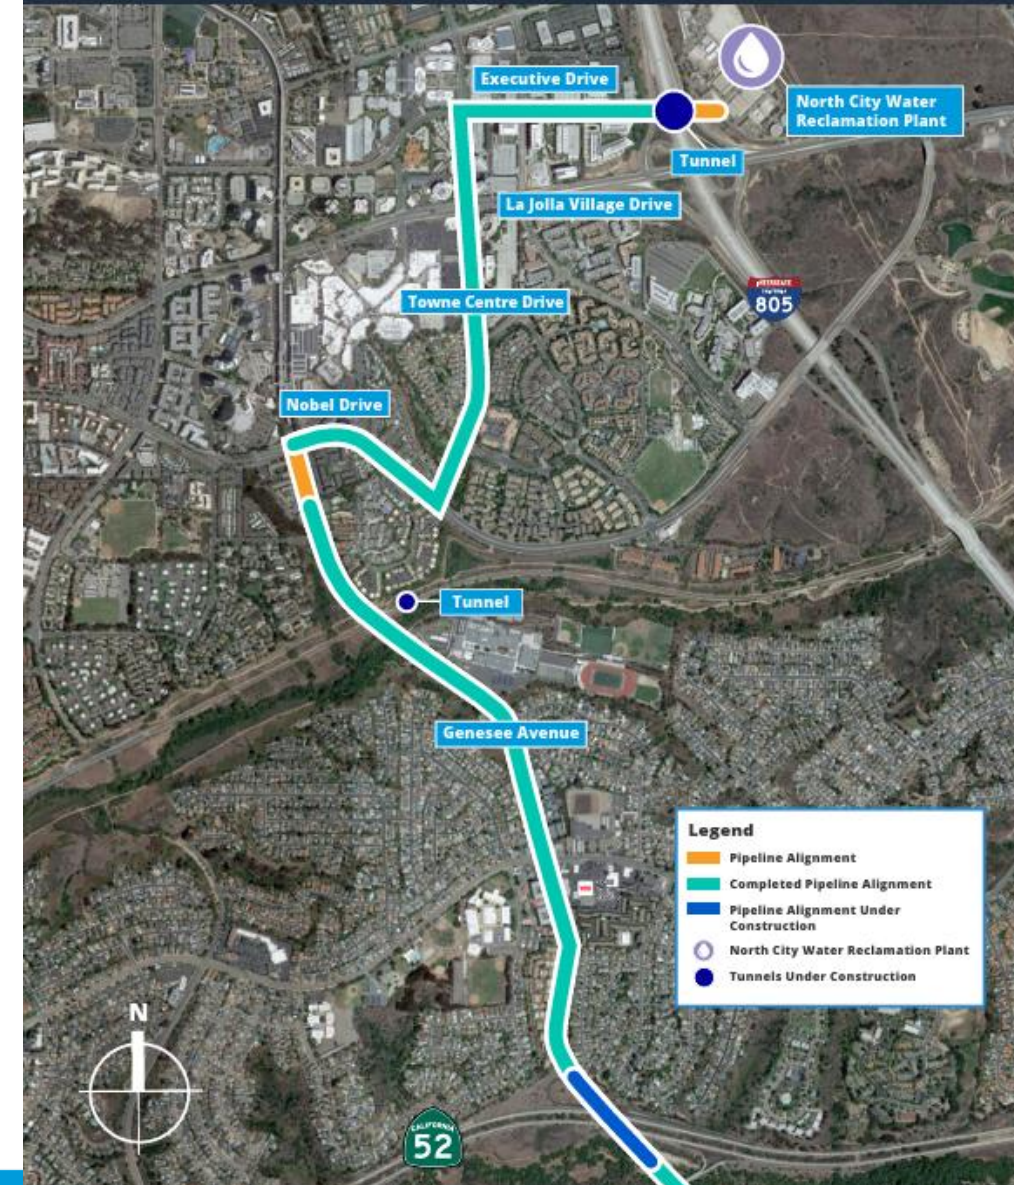 Executive Drive
North City Water
Reclamation Plant
Tunnel
La Jolla Village Drive
INTERSTATE
805
Towne Centre Drive
Nobel Drive
Tunnel
Genesee Avenue
Legend
Pipeline Alignment
Completed Pipeline Alignment
Pipeline Alignment Under
Construction
North City Water Reclamation Plant
Tunnels Under Construction
N
CALIFORNIA
52